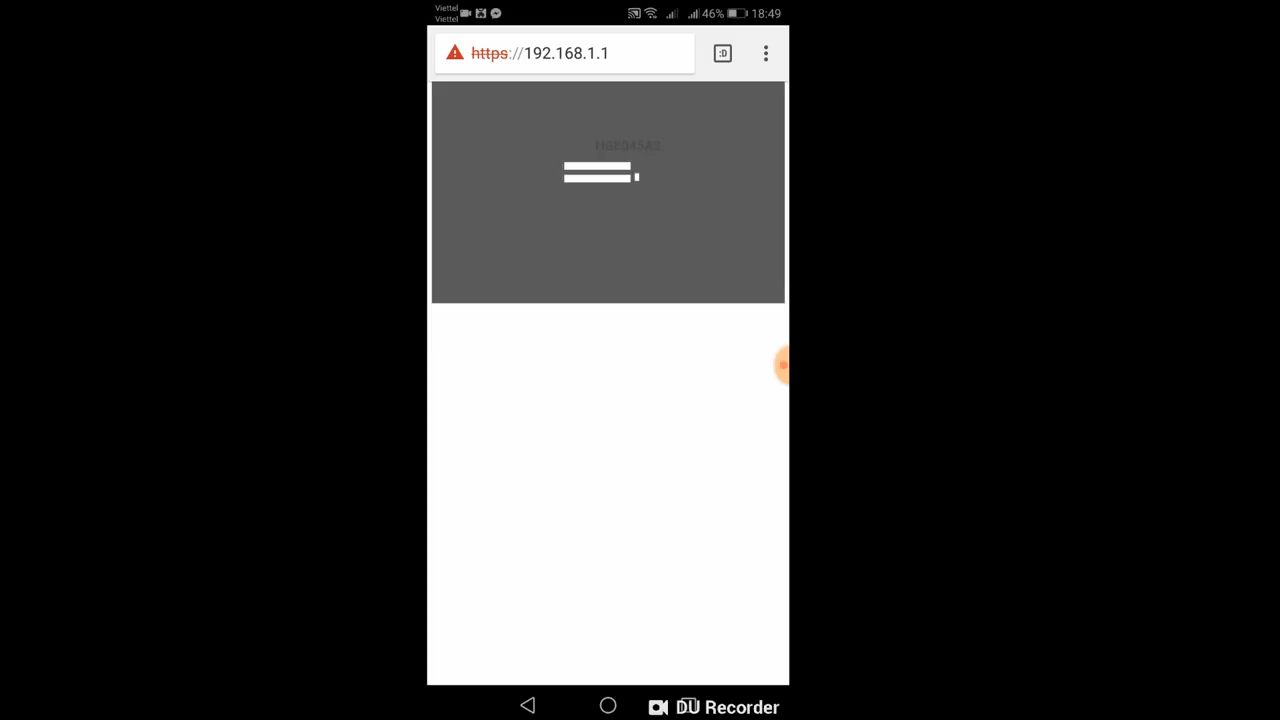 Viettel
Viettel
46% 18:49
https://192.168.1.1
:D
DU Recorder